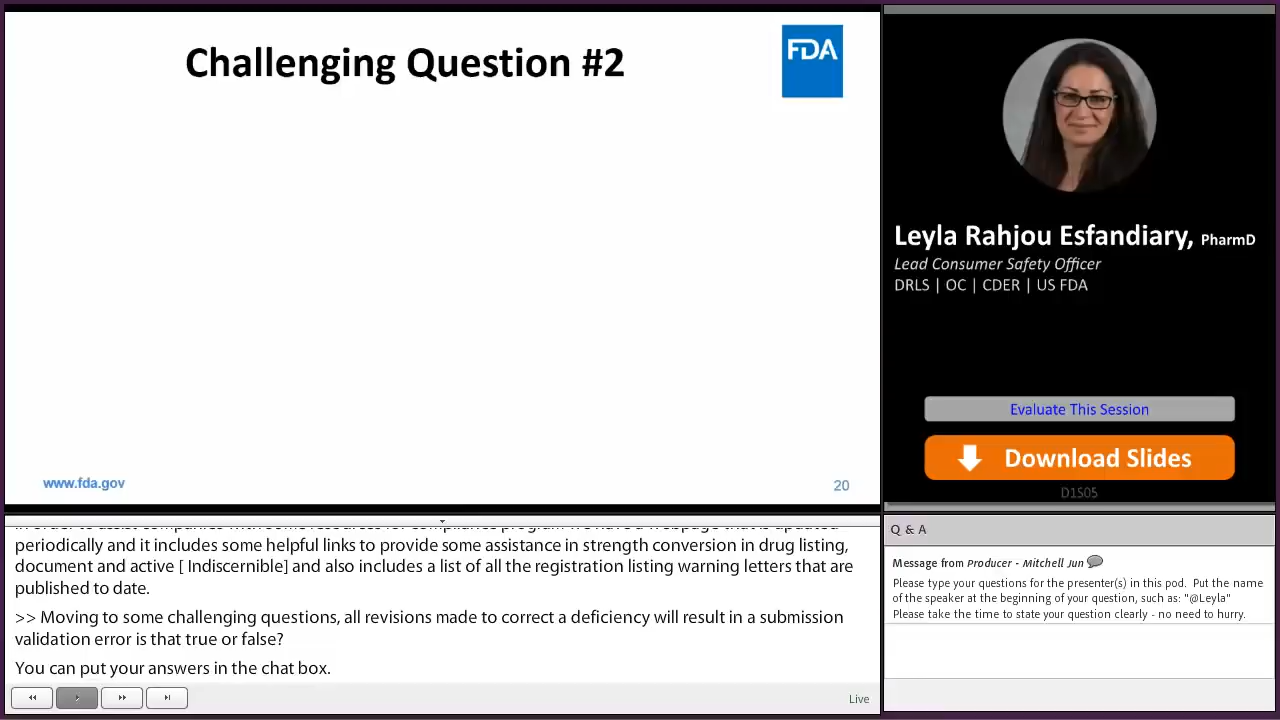 Challenging Question #2
FDA
www.fda.gov
20
Leyla Rahjou Esfandiary, PharmD
Lead Consumer Safety Officer
DRLS | OC | CDER | US FDA
Evaluate This Session
Download Slides
D1S05
periodically and it includes some helpful links to provide some assistance in strength conversion in drug listing,
document and active [ Indiscernible] and also includes a list of all the registration listing warning letters that are
published to date.
>> Moving to some challenging questions, all revisions made to correct a deficiency will result in a submission
validation error is that true or false?
You can put your answers in the chat box.
Live
Q & A
Message from Producer - Mitchell Jun
Please type your questions for the presenter(s) in this pod. Put the name
of the speaker at the beginning of your question, such as: "@Leyla"
Please take the time to state your question clearly - no need to hurry.